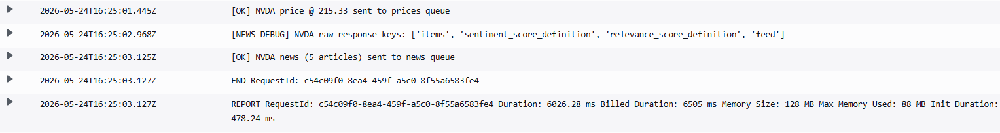 2026-05-24T16:25:01.445Z [OK] NVDA price @ 215.33 sent to prices queue
2026-05-24T16:25:02.968Z [NEWS DEBUG] NVDA raw response keys: ['items', 'sentiment_score_definition', 'relevance_score_definition', 'feed']
2026-05-24T16:25:03.125Z [OK] NVDA news (5 articles) sent to news queue
2026-05-24T16:25:03.127Z END RequestId: c54c09f0-8ea4-459f-a5c0-8f55a6583fe4
2026-05-24T16:25:03.127Z REPORT RequestId: c54c09f0-8ea4-459f-a5c0-8f55a6583fe4 Duration: 6026.28 ms Billed Duration: 6505 ms Memory Size: 128 MB Max Memory Used: 88 MB Init Duration:
478.24 ms